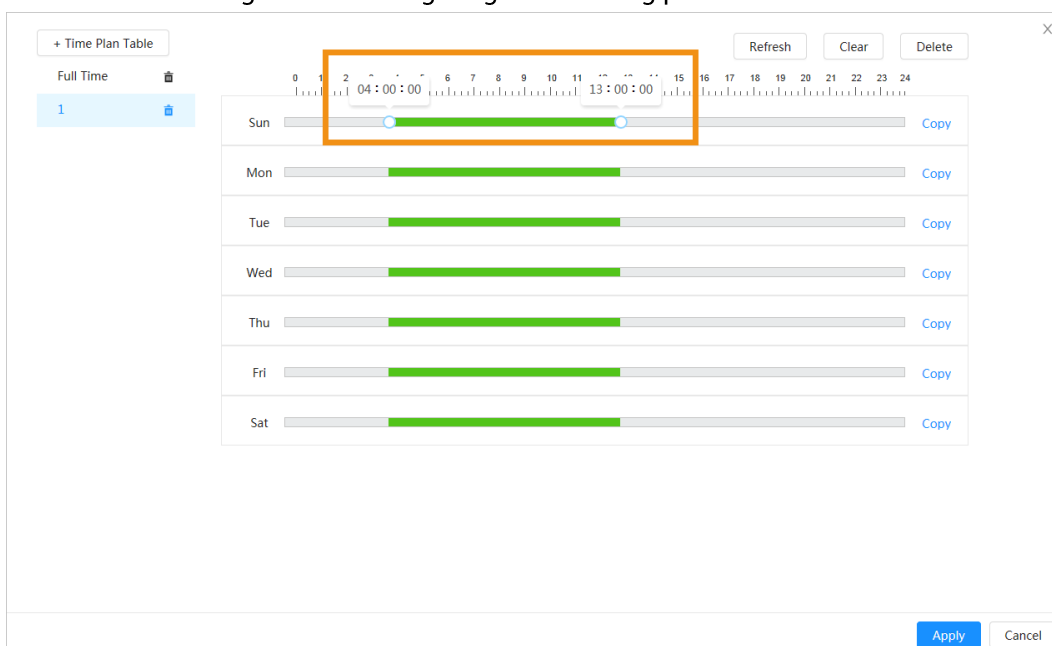 + Time Plan Table
Refresh Clear Delete
Full Time
0 1 2 6 7 8 9 10 11 15 16 17 18 19 20 21 22 23 24
04:00:00 13:00:00
1
Sun Copy
Mon Copy
Tue Copy
Wed Copy
Thu Copy
Fri Copy
Sat Copy
Apply Cancel